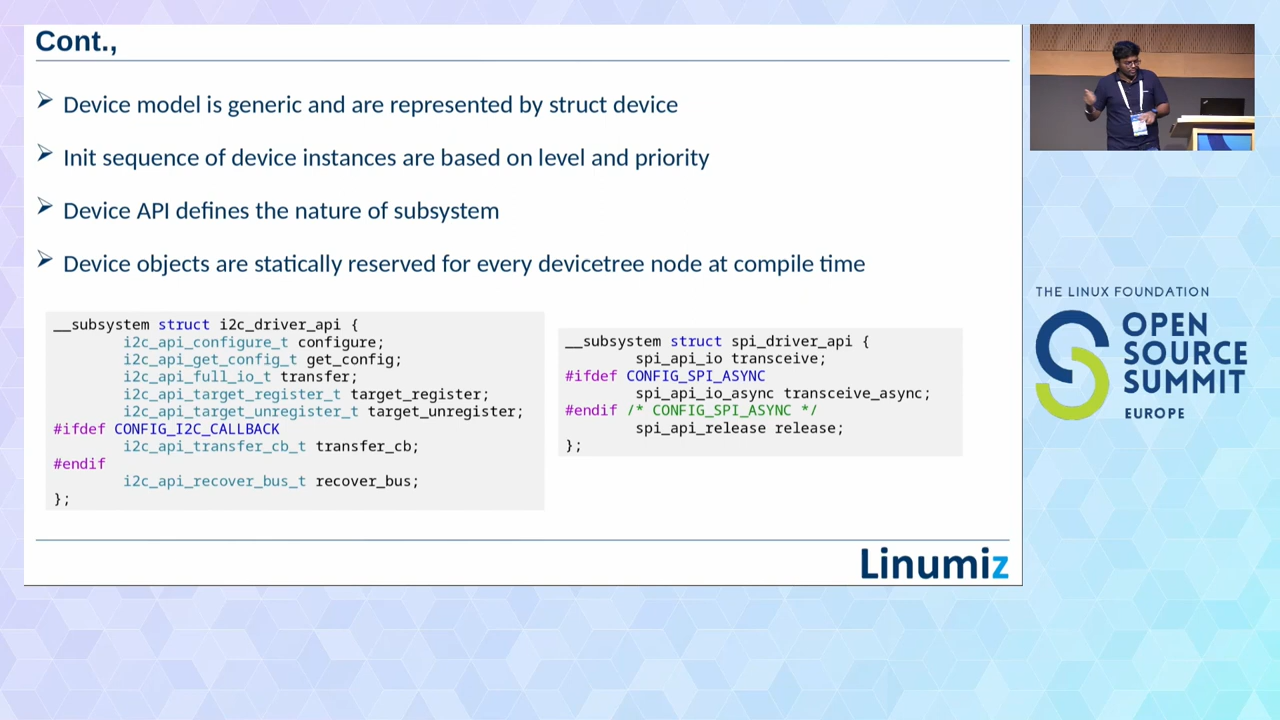 Cont.,
Device model is generic and are represented by struct device
Init sequence of device instances are based on level and priority
Device API defines the nature of subsystem
Device objects are statically reserved for every devicetree node at compile time
__subsystem struct i2c_driver_api {
i2c_api_configure_t configure;
i2c_api_get_config_t get_config;
i2c_api_full_io_t transfer;
i2c_api_target_register_t target_register;
i2c_api_target_unregister_t target_unregister;
#ifdef CONFIG_I2C_CALLBACK
i2c_api_transfer_cb_t transfer_cb;
#endif
i2c_api_recover_bus_t recover_bus;
};
__subsystem struct spi_driver_api {
spi_api_io transceive;
#ifdef CONFIG_SPI_ASYNC
spi_api_io_async transceive_async;
#endif /* CONFIG_SPI_ASYNC */
spi_api_release release;
};
Linumiz
THE LINUX FOUNDATION
OPEN
SOURCE
SUMMIT
EUROPE